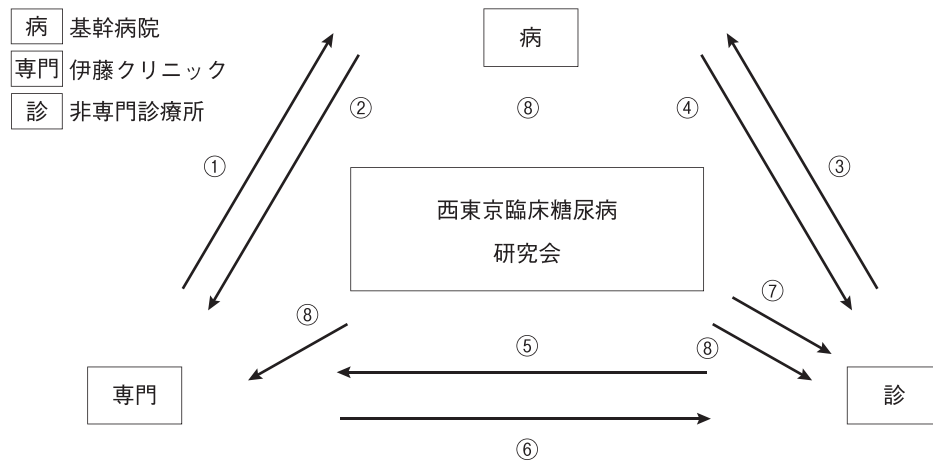 病 基幹病院
専門 伊藤クリニック
診 非専門診療所
病
①
②
⑧
④
③
西東京臨床糖尿病
研究会
⑦
⑧
⑤
⑧
専門
診
⑥